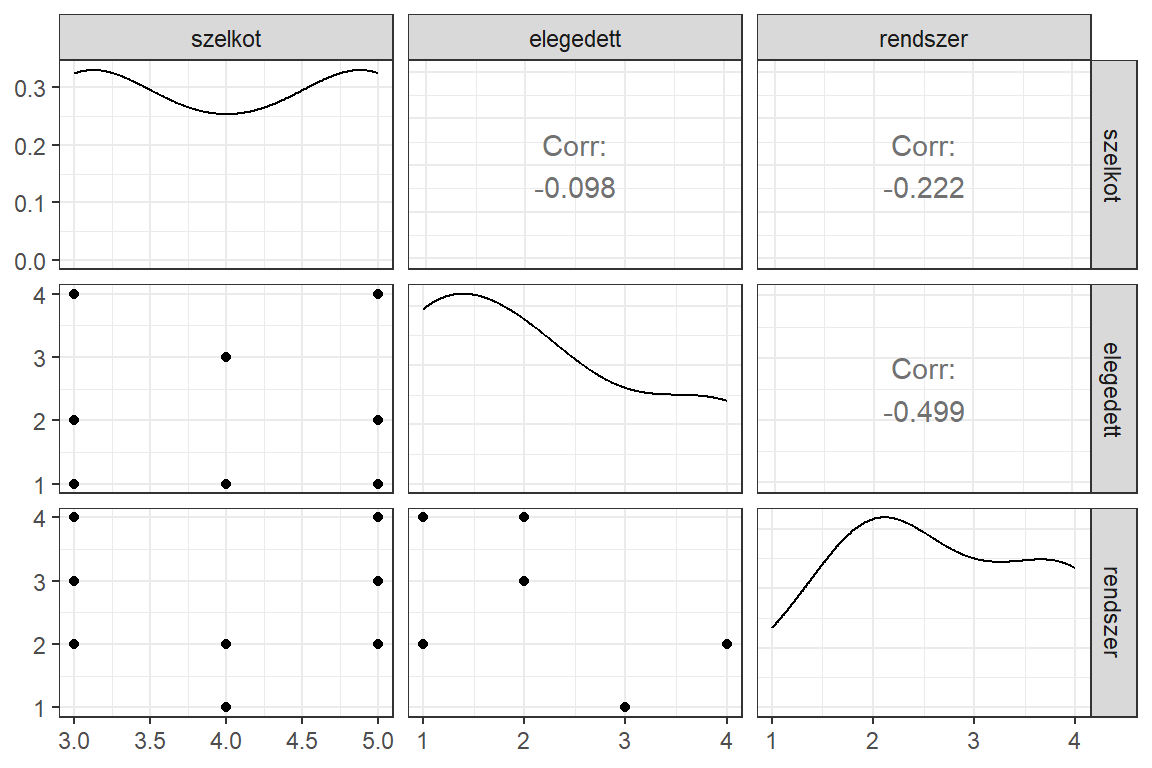 szelkot elegedett rendszer
0.3
0.2
0.1
0.0
Corr:
-0.098
Corr:
-0.222
szelkot
4
3
2
1
Corr:
-0.499
elegedett
4
3
2
1
rendszer
3.0 3.5 4.0 4.5 5.0 1 2 3 4 1 2 3 4